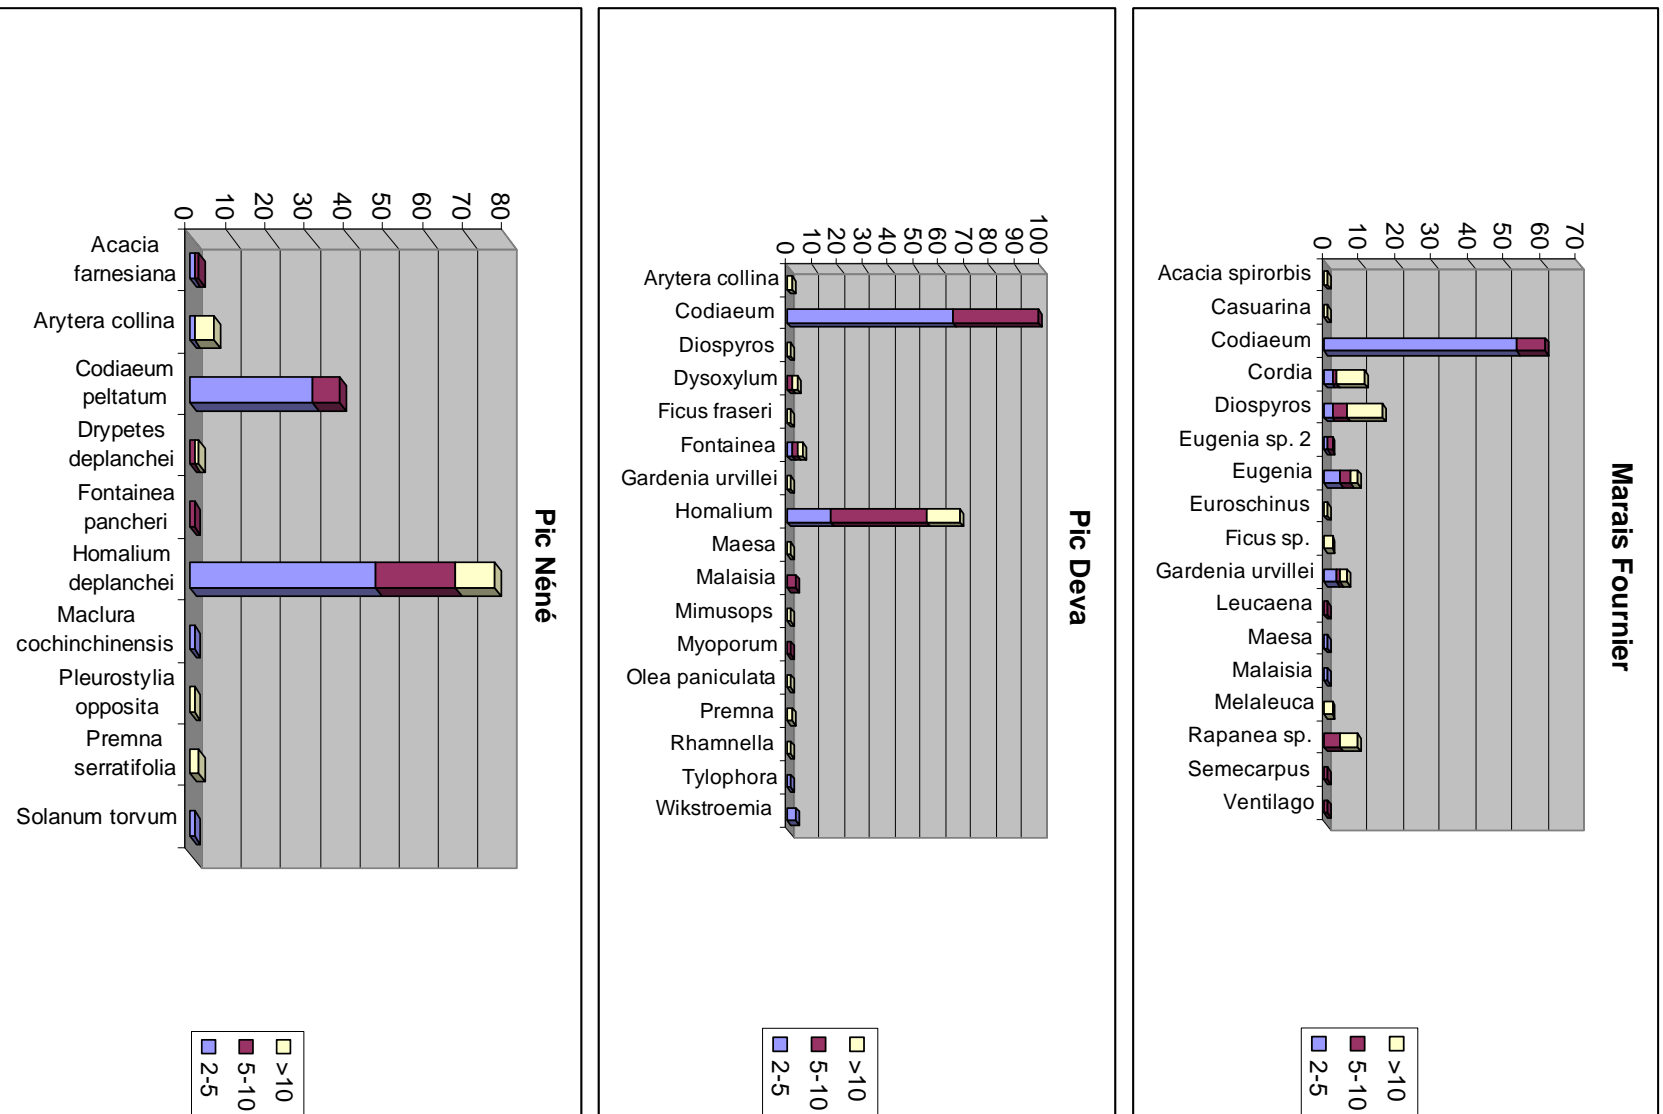 Pic Néné
0
10
20
30
40
50
60
70
80
Acacia
farnesiana
Arytera collina
Codiaeum
peltatum
Drypetes
deplanchei
Fontainea
pancheri
Homalium
deplanchei
Maclura
cochinchinensis
Pleurostylia
opposita
Premna
serratifolia
Solanum torvum
>10
5-10
2-5
Pic Deva
0
10
20
30
40
50
60
70
80
90
100
Arytera collina
Codiaeum
Diospyros
Dysoxylum
Ficus fraseri
Fontainea
Gardenia urvillei
Homalium
Maesa
Malaisia
Mimusops
Myoporum
Olea paniculata
Premna
Rhamnella
Tylophora
Wikstroemia
>10
5-10
2-5
Marais Fournier
0
10
20
30
40
50
60
70
Acacia spirorbis
Casuarina
Codiaeum
Cordia
Diospyros
Eugenia sp. 2
Eugenia
Euroschinus
Ficus sp.
Gardenia urvillei
Leucaena
Maesa
Malaisia
Melaleuca
Rapanea sp.
Semecarpus
Ventilago
>10
5-10
2-5